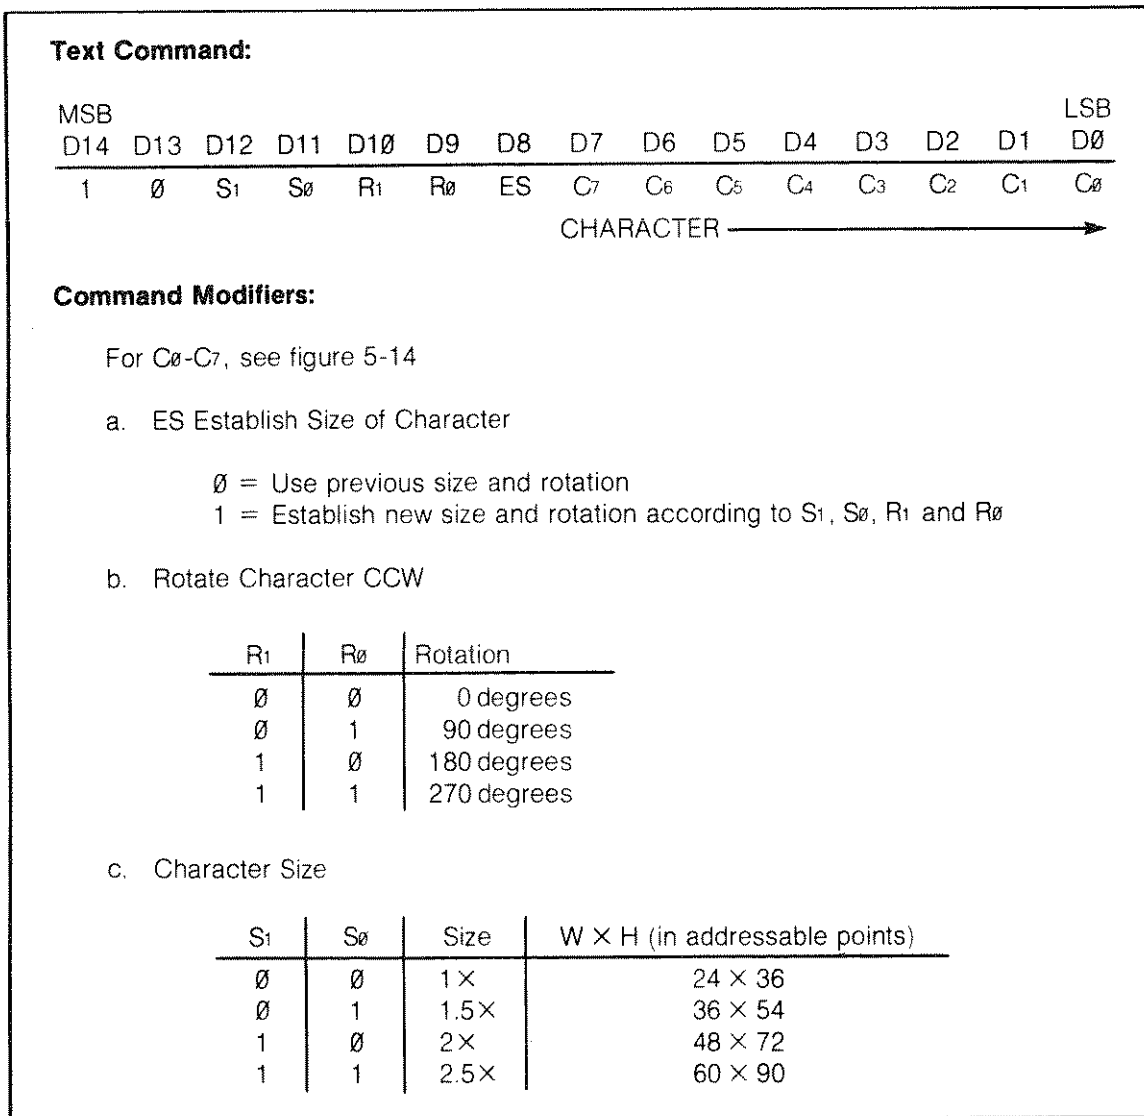 Text Command:
MSB LSB
D14 D13 D12 D11 D1Ø D9 D8 D7 D6 D5 D4 D3 D2 D1 DØ
1 Ø S1 SØ R1 RØ ES C7 C6 C5 C4 C3 C2 C1 CØ
CHARACTER
Command Modifiers:
For CØ-C7, see figure 5-14
a. ES Establish Size of Character
Ø = Use previous size and rotation
1 = Establish new size and rotation according to S1, SØ, R1 and RØ
b. Rotate Character CCW
R1 RØ Rotation
Ø Ø 0 degrees
Ø 1 90 degrees
1 Ø 180 degrees
1 1 270 degrees
c. Character Size
S1 SØ Size W × H (in addressable points)
Ø Ø 1× 24 × 36
Ø 1 1.5× 36 × 54
1 Ø 2× 48 × 72
1 1 2.5× 60 × 90